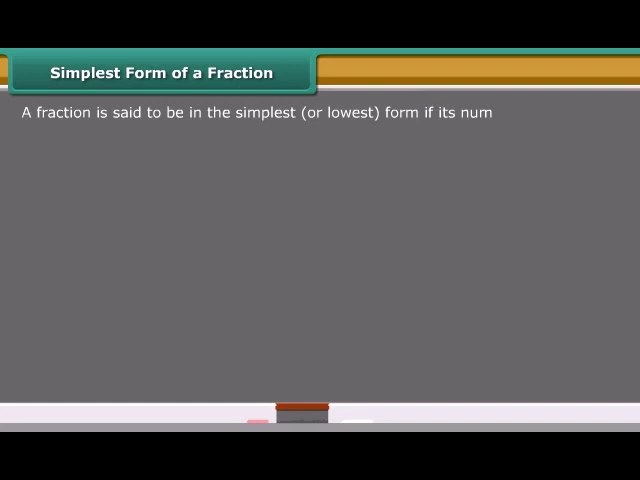 Simplest Form of a Fraction
A fraction is said to be in the simplest (or lowest) form if its num